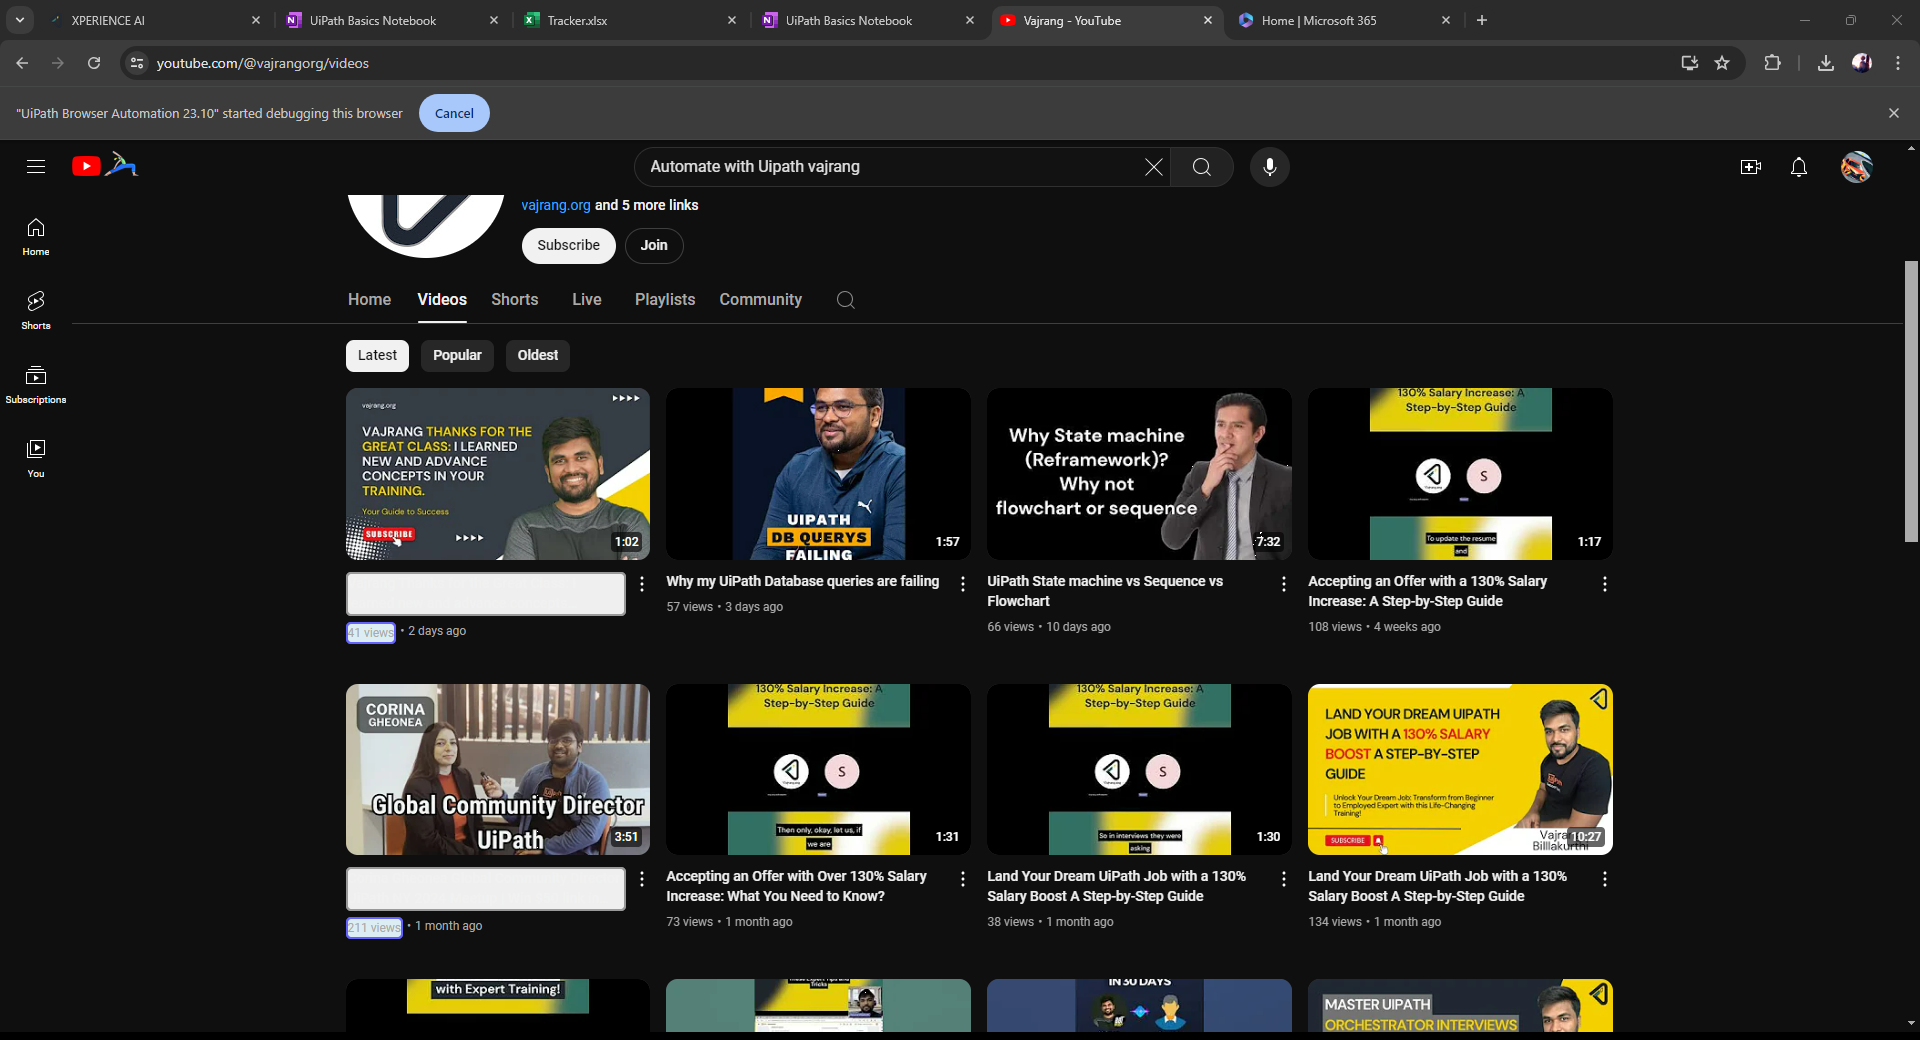 XPERIENCE AI
UiPath Basics Notebook
Tracker.xlsx
UiPath Basics Notebook
Vajrang - YouTube
Home | Microsoft 365
youtube.com/@vajrangorg/videos
"UiPath Browser Automation 23.10" started debugging this browser
Cancel
Automate with Uipath vajrang
vajrang.org and 5 more links
Subscribe
Join
Home
Shorts
Subscriptions
You
Home
Videos
Shorts
Live
Playlists
Community
Latest
Popular
Oldest
vajrang.org
VAJRANG THANKS FOR THE
GREAT CLASS: I LEARNED
NEW AND ADVANCE
CONCEPTS IN YOUR
TRAINING.
Your Guide to Success
SUBSCRIBE
1:02
UIPATH
DB QUERYS
FAILING
1:57
Why State machine
(Reframework)?
Why not
flowchart or sequence
7:32
130% Salary Increase: A
Step-by-Step Guide
S
To update the resume
and
1:17
41 views • 2 days ago
Why my UiPath Database queries are failing
57 views • 3 days ago
UiPath State machine vs Sequence vs
Flowchart
66 views • 10 days ago
Accepting an Offer with a 130% Salary
Increase: A Step-by-Step Guide
108 views • 4 weeks ago
CORINA
GHEONEA
Global Community Director
UiPath
3:51
130% Salary Increase: A
Step-by-Step Guide
S
Then only, okay, let us, if
we are
1:31
130% Salary Increase: A
Step-by-Step Guide
S
So in interviews they were
asking
1:30
LAND YOUR DREAM UIPATH
JOB WITH A 130% SALARY
BOOST A STEP-BY-STEP
GUIDE
Unlock Your Dream Job: Transform from Beginner
to Employed Expert with this Life-Changing
Training!
SUBSCRIBE
Billlakurthi
10:27
211 views • 1 month ago
Accepting an Offer with Over 130% Salary
Increase: What You Need to Know?
73 views • 1 month ago
Land Your Dream UiPath Job with a 130%
Salary Boost A Step-by-Step Guide
38 views • 1 month ago
Land Your Dream UiPath Job with a 130%
Salary Boost A Step-by-Step Guide
134 views • 1 month ago
with Expert Training!
Tricks
IN 30 DAYS
MASTER UIPATH
ORCHESTRATOR INTERVIEWS